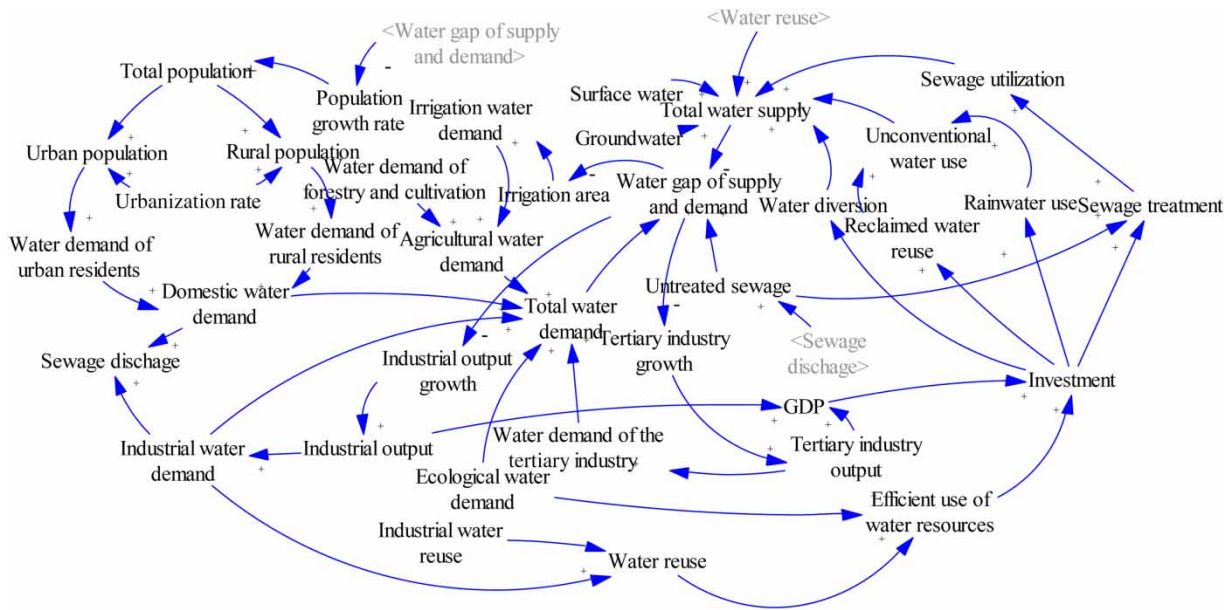 <Water reuse>
<Water gap of supply
and demand>
Total population
Population
growth rate
Surface water
Total water supply
Sewage utilization
Irrigation water
demand
Groundwater
Unconventional
water use
Urban population
Rural population
Water demand of
forestry and cultivation
Irrigation area
Water gap of supply
and demand
Urbanization rate
Water diversion
Rainwater use
Sewage treatment
Reclaimed water
reuse
Water demand of
urban residents
Water demand of
rural residents
Agricultural water
demand
Domestic water
demand
Untreated sewage
Total water
demand
Sewage dischage
Industrial output
growth
Tertiary industry
growth
<Sewage
dischage>
Investment
GDP
Industrial water
demand
Industrial output
Water demand of the
tertiary industry
Tertiary industry
output
Ecological water
demand
Efficient use of
water resources
Industrial water
reuse
Water reuse